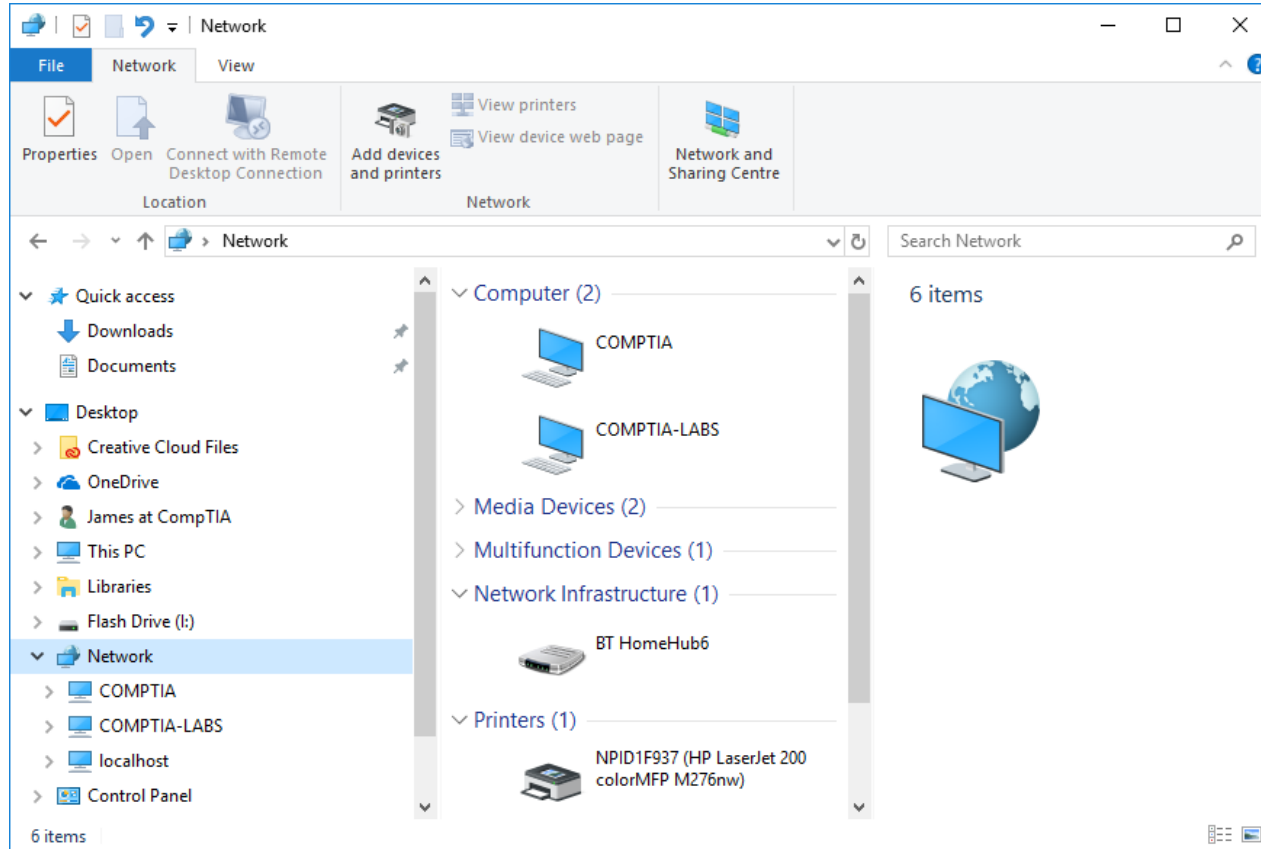 Network
File Network View
Properties Open Connect with Remote Desktop Connection
Location
Add devices and printers
View printers
View device web page
Network
Network and Sharing Centre
Network
Search Network
Quick access
Downloads
Documents
Desktop
Creative Cloud Files
OneDrive
James at CompTIA
This PC
Libraries
Flash Drive (I:)
Network
COMPTIA
COMPTIA-LABS
localhost
Control Panel
Computer (2)
COMPTIA
COMPTIA-LABS
Media Devices (2)
Multifunction Devices (1)
Network Infrastructure (1)
BT HomeHub6
Printers (1)
NPID1F937 (HP LaserJet 200
colorMFP M276nw)
6 items
6 items